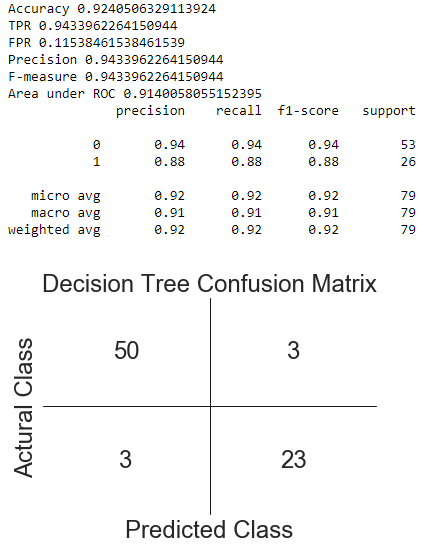 Accuracy 0.9240506329113924
TPR 0.9433962264150944
FPR 0.11538461538461539
Precision 0.9433962264150944
F-measure 0.9433962264150944
Area under ROC 0.9140058055152395
precision recall f1-score support
0 0.94 0.94 0.94 53
1 0.88 0.88 0.88 26
micro avg 0.92 0.92 0.92 79
macro avg 0.91 0.91 0.91 79
weighted avg 0.92 0.92 0.92 79
Decision Tree Confusion Matrix
Actural Class
50 3
3 23
Predicted Class